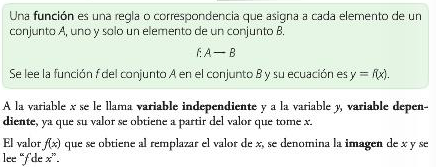 Una función es una regla o correspondencia que asigna a cada elemento de un
conjunto A, uno y solo un elemento de un conjunto B.
f: A → B
Se lee la función f del conjunto A en el conjunto B y su ecuación es y = f(x).
A la variable x se le llama variable independiente y a la variable y, variable depen-
diente, ya que su valor se obtiene a partir del valor que tome x.
El valor f(x) que se obtiene al remplazar el valor de x, se denomina la imagen de x y se
lee “f de x”.